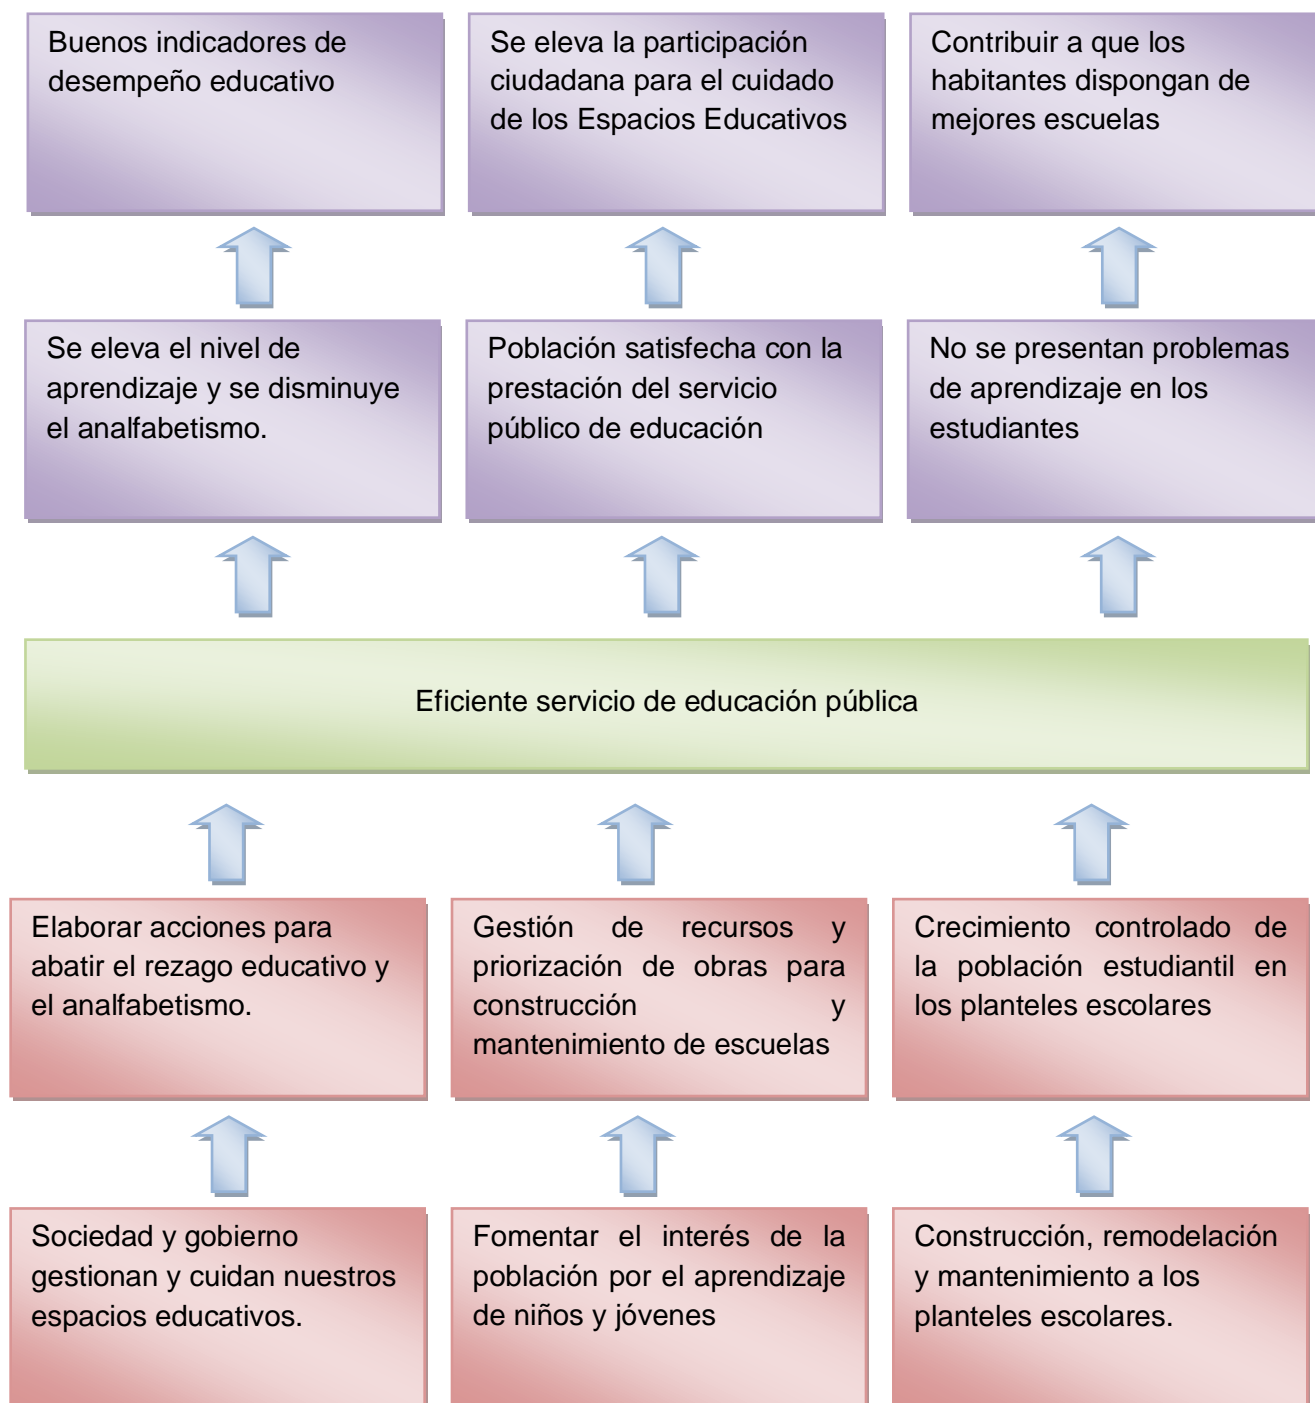 Buenos indicadores de
desempeño educativo
Se eleva la participación
ciudadana para el cuidado
de los Espacios Educativos
Contribuir a que los
habitantes dispongan de
mejores escuelas
Se eleva el nivel de
aprendizaje y se disminuye
el analfabetismo.
Población satisfecha con la
prestación del servicio
público de educación
No se presentan problemas
de aprendizaje en los
estudiantes
Eficiente servicio de educación pública
Elaborar acciones para
abatir el rezago educativo y
el analfabetismo.
Gestión de recursos y
priorización de obras para
construcción y
mantenimiento de escuelas
Crecimiento controlado de
la población estudiantil en
los planteles escolares
Sociedad y gobierno
gestionan y cuidan nuestros
espacios educativos.
Fomentar el interés de la
población por el aprendizaje
de niños y jóvenes
Construcción, remodelación
y mantenimiento a los
planteles escolares.